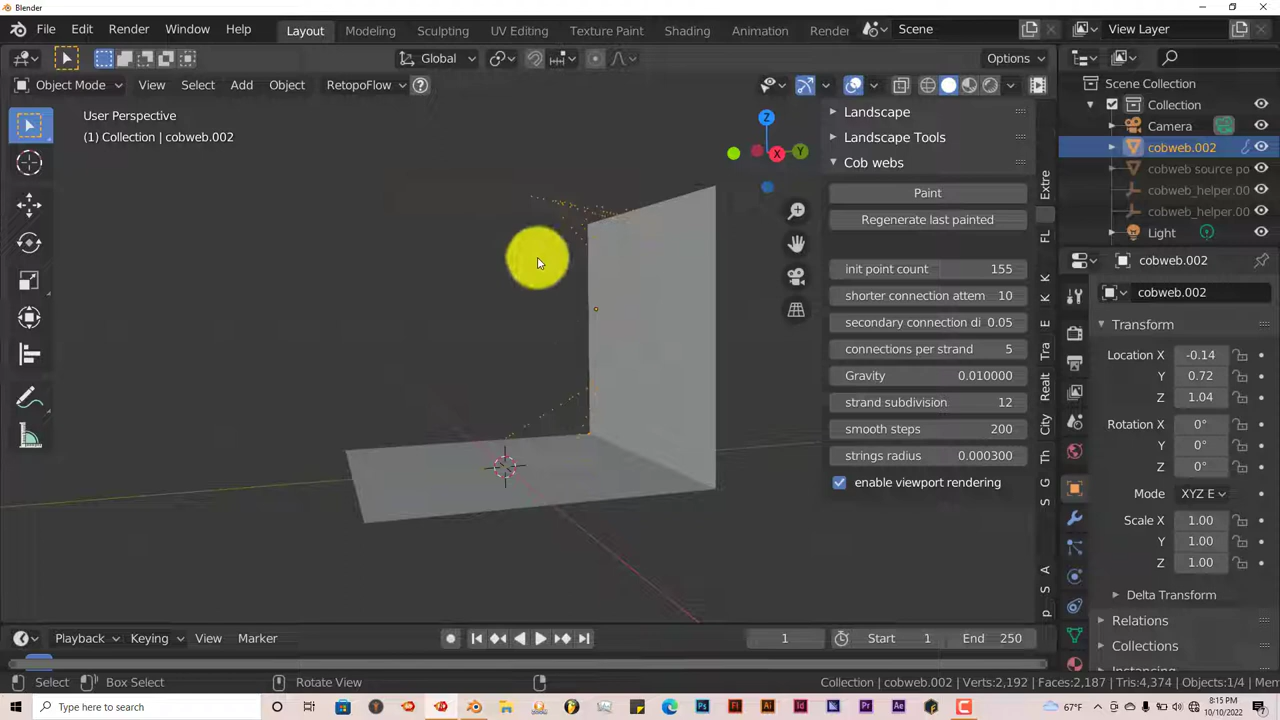 Blender
File Edit Render Window Help Layout Modeling Sculpting UV Editing Texture Paint Shading Animation Scene View Layer
Global Options
Object Mode View Select Add Object RetopoFlow
User Perspective
(1) Collection | cobweb.002
Z
X
Y
Landscape
Landscape Tools
Cob webs
Paint
Regenerate last painted
init point count 155
shorter connection attem 10
secondary connection di 0.05
connections per strand 5
Gravity 0.010000
strand subdivision 12
smooth steps 200
strings radius 0.000300
enable viewport rendering
Extre
FL
K
K
E
Tra
Realt
City
Th
G
S
A
S
p
Scene Collection
Collection
Camera
cobweb.002
cobweb source po
cobweb_helper.00
cobweb_helper.00
Light
cobweb.002
cobweb.002
Transform
Location X -0.14
Y 0.72
Z 1.04
Rotation X 0°
Y 0°
Z 0°
Mode XYZ E
Scale X 1.00
Y 1.00
Z 1.00
Delta Transform
Relations
Collections
Playback Keying View Marker 1 Start 1 End 250
Select Box Select Rotate View Collection | cobweb.002 | Verts:2,192 | Faces:2,187 | Tris:4,374 | Objects:1/4 | Mem
Type here to search 67°F 8:15 PM
10/10/2022